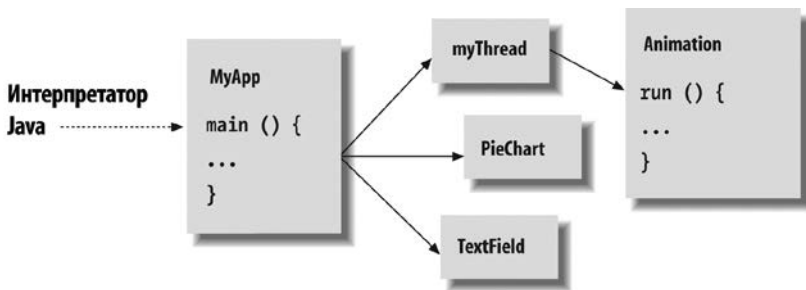 Интерпретатор
Java
MyApp
main () {
...
}
myThread
PieChart
TextField
Animation
run () {
...
}